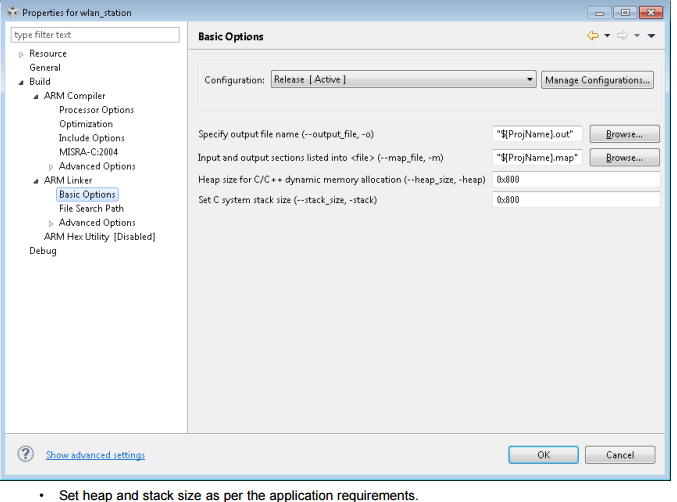 Properties for wlan_station
type filter text
Resource
General
Build
ARM Compiler
Processor Options
Optimization
Include Options
MISRA-C:2004
Advanced Options
ARM Linker
Basic Options
File Search Path
Advanced Options
ARM Hex Utility [Disabled]
Debug
Basic Options
Configuration: Release [ Active ] Manage Configurations...
Specify output file name (--output_file, -o) "${ProjName}.out" Browse...
Input and output sections listed into <file> (--map_file, -m) "${ProjName}.map" Browse...
Heap size for C/C++ dynamic memory allocation (--heap_size, -heap) 0x800
Set C system stack size (--stack_size, -stack) 0x800
Show advanced settings OK Cancel
• Set heap and stack size as per the application requirements.